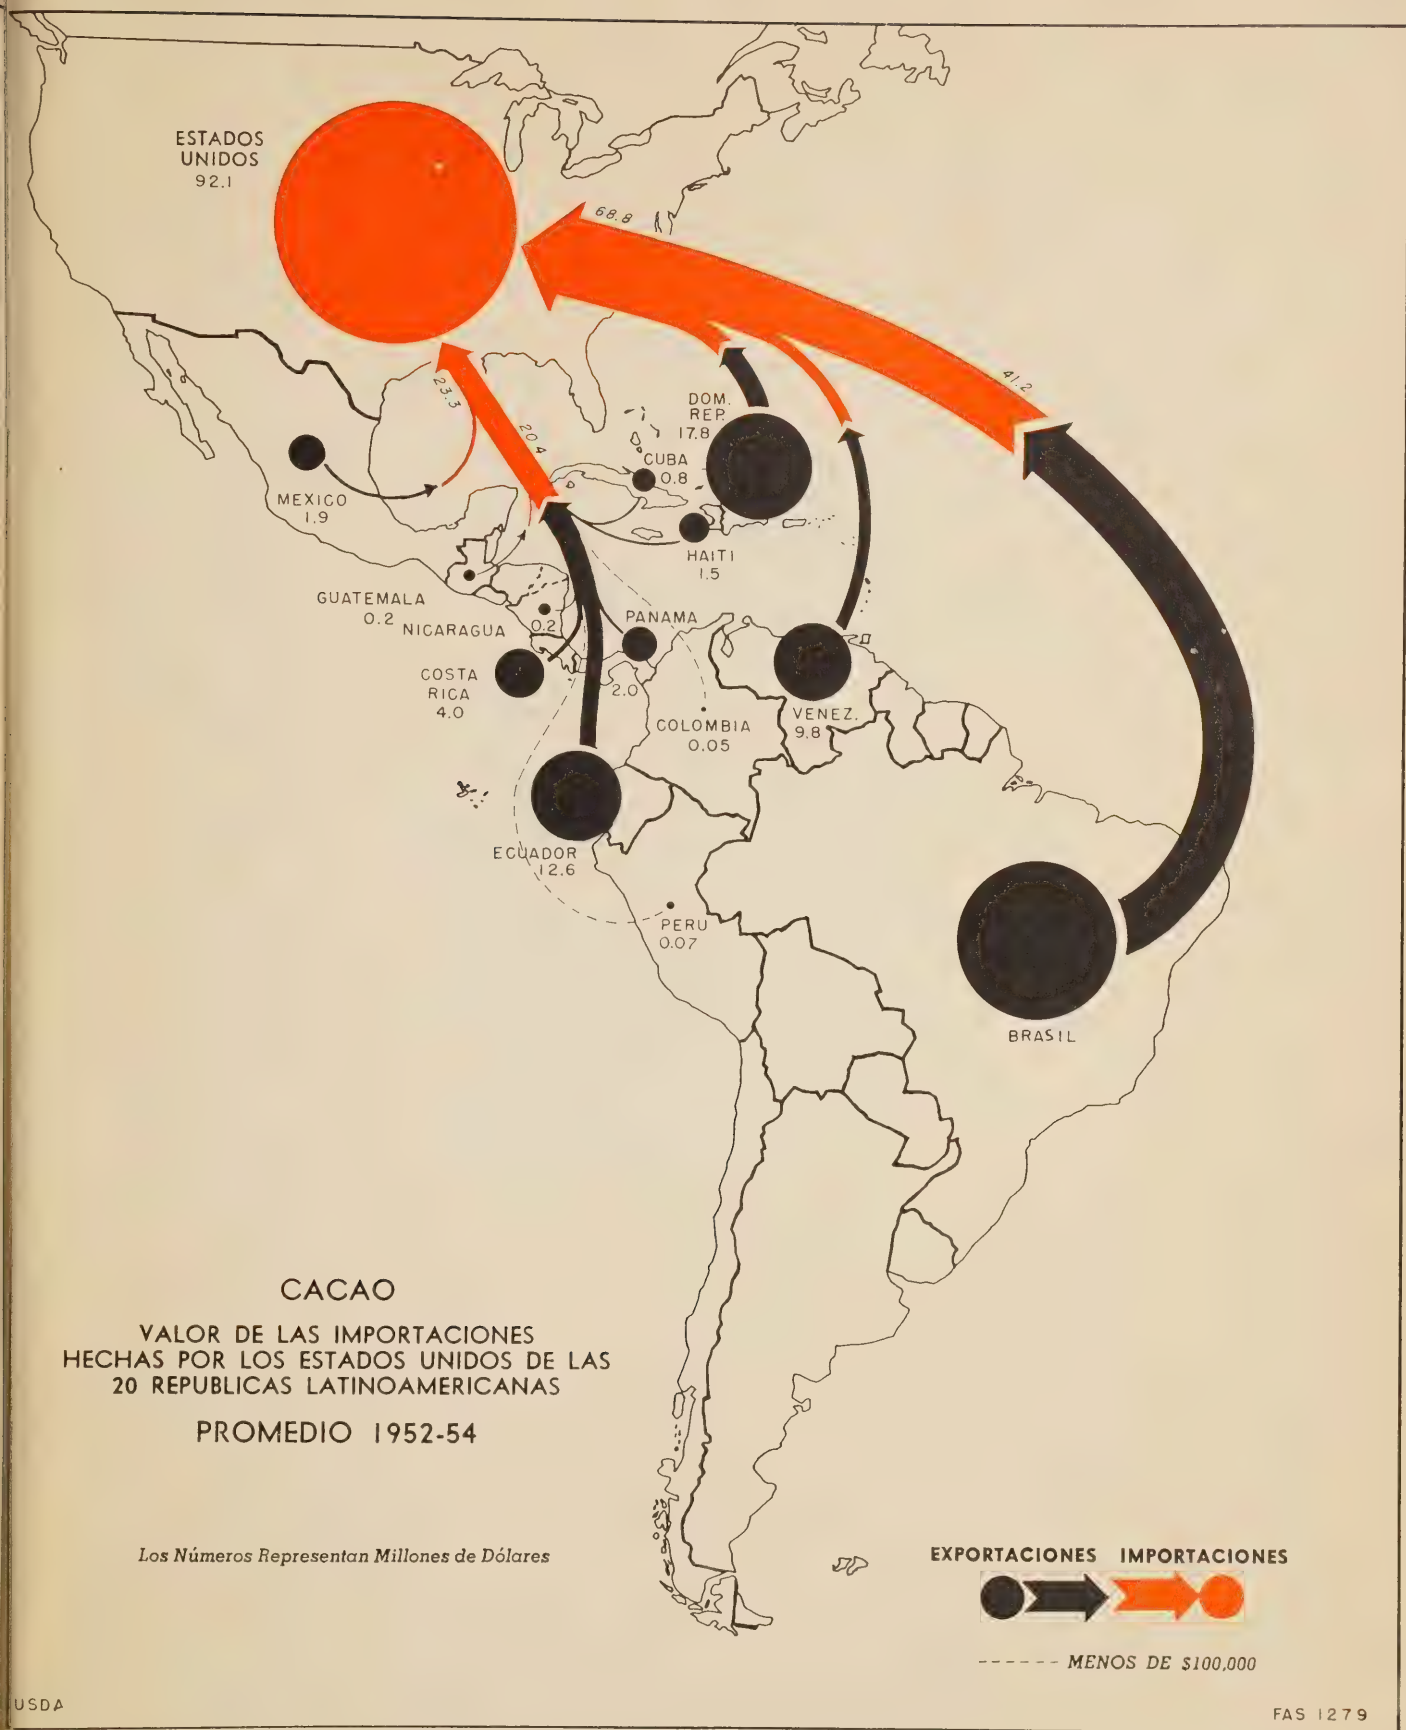 ESTADOS
UNIDOS
92.1
68.8
41.2
23.3
20.4
DOM.
REP.
17.8
CUBA
0.8
MEXICO
1.9
HAITI
1.5
GUATEMALA
0.2
NICARAGUA
0.2
PANAMA
2.0
COSTA
RICA
4.0
COLOMBIA
0.05
VENEZ.
9.8
ECUADOR
12.6
PERU
0.07
BRASIL
CACAO
VALOR DE LAS IMPORTACIONES
HECHAS POR LOS ESTADOS UNIDOS DE LAS
20 REPUBLICAS LATINOAMERICANAS
PROMEDIO 1952-54
Los Números Representan Millones de Dólares
EXPORTACIONES IMPORTACIONES
MENOS DE $100,000
USDA
FAS 1279